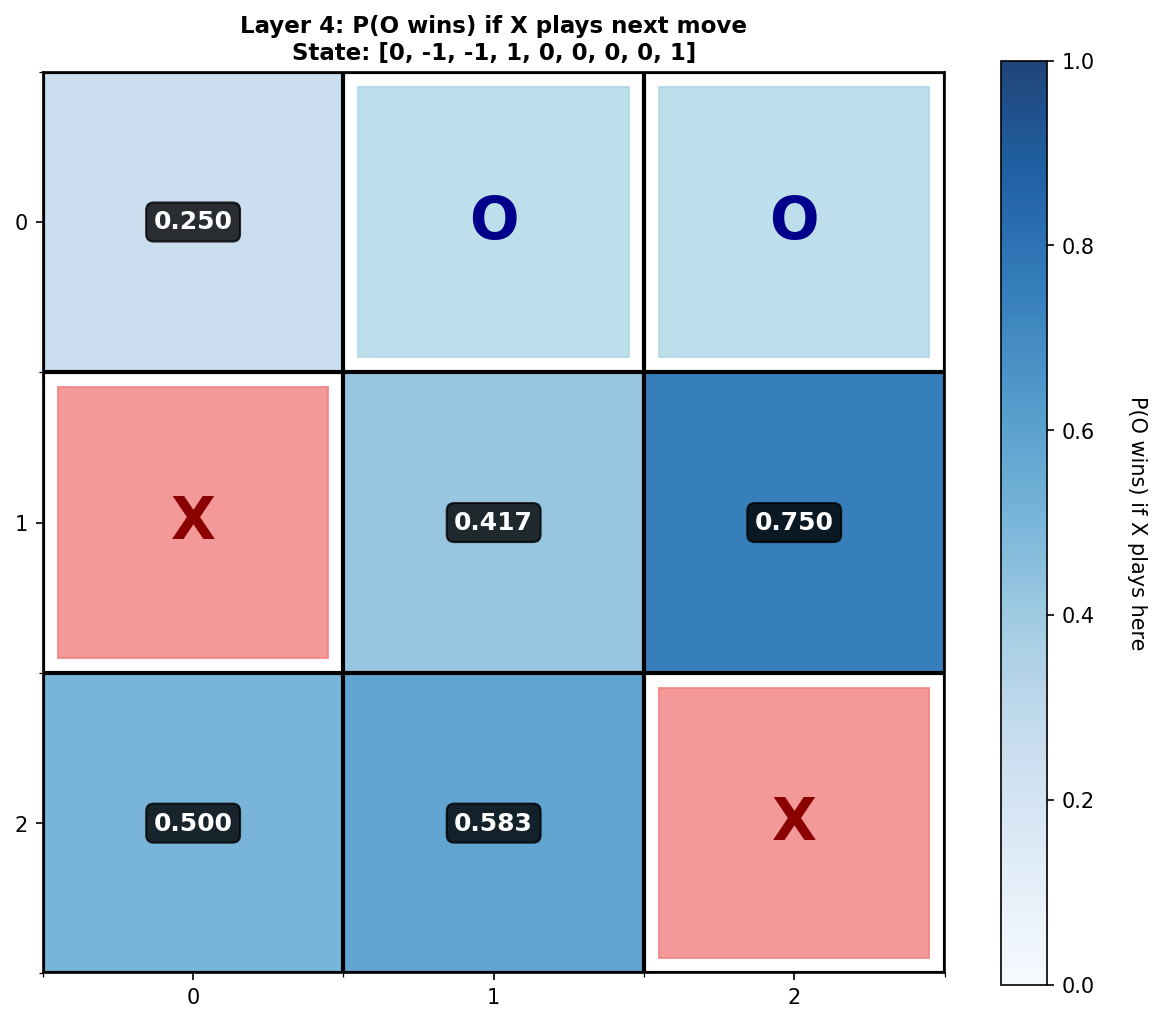 Layer 4: P(O wins) if X plays next move
State: [0, -1, -1, 1, 0, 0, 0, 0, 1]
0
0.250
O
O
1
X
0.417
0.750
2
0.500
0.583
X
0
1
2
1.0
0.8
0.6
0.4
0.2
0.0
P(O wins) if X plays here